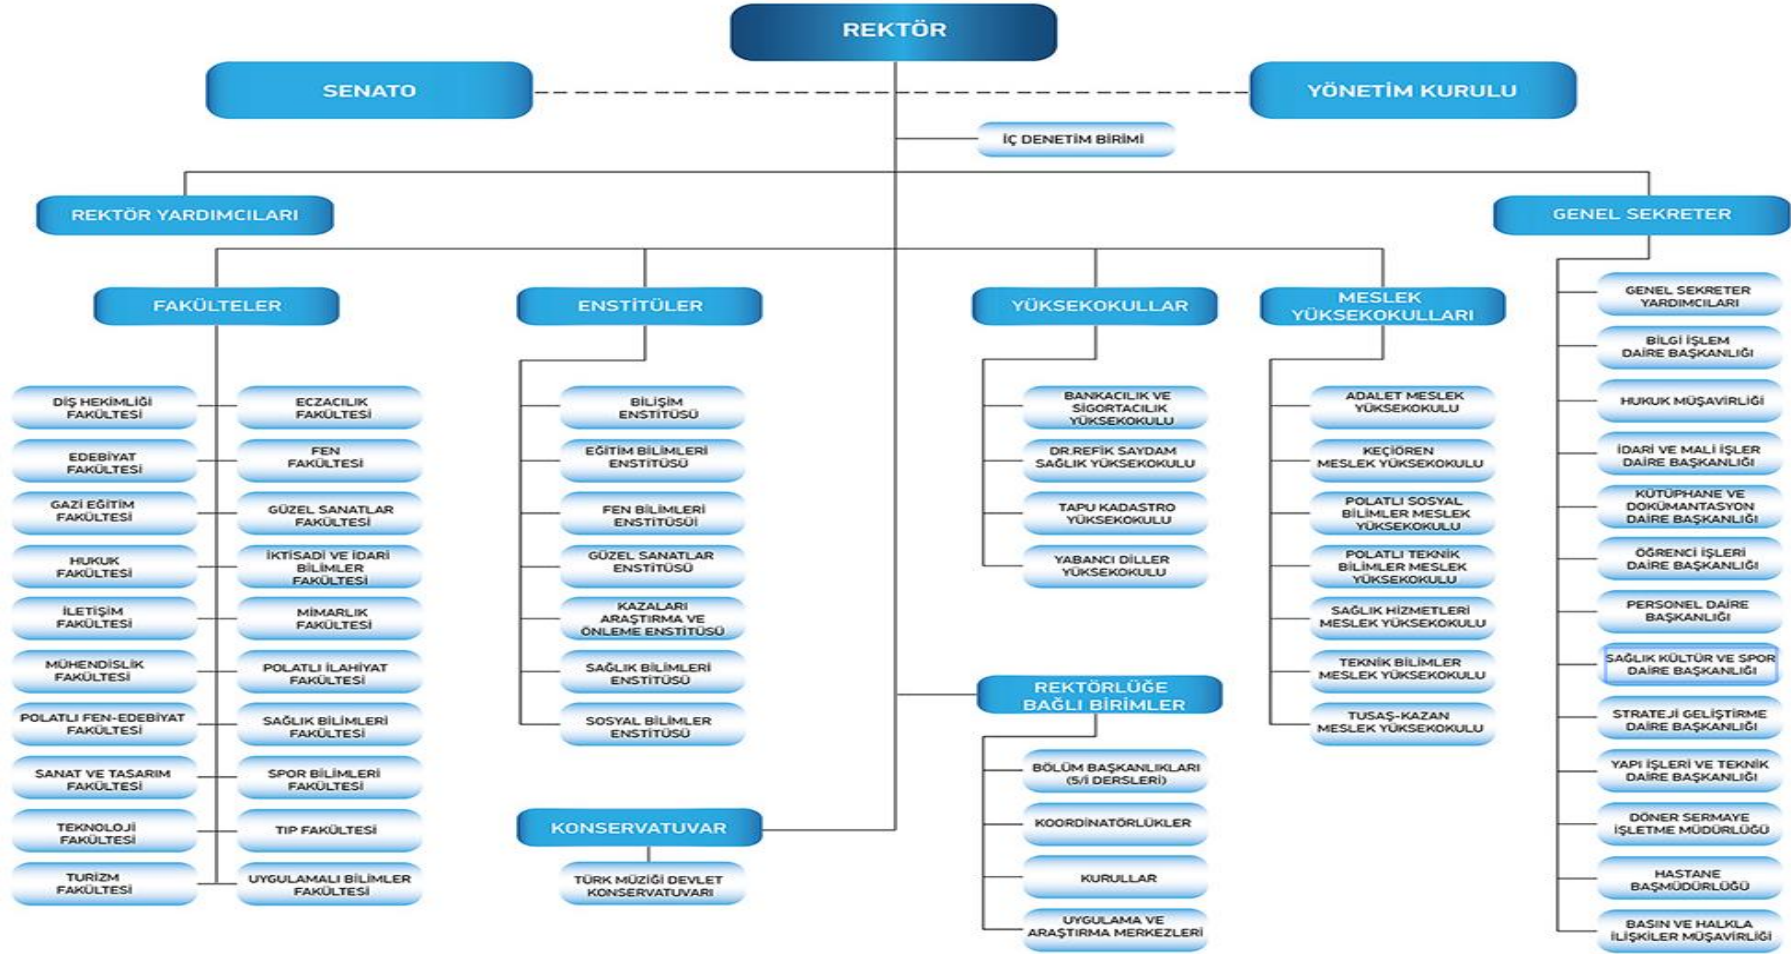 REKTÖR
SENATO
YÖNETİM KURULU
İÇ DENETİM BİRİMİ
REKTÖR YARDIMCILARI
GENEL SEKRETER
FAKÜLTELER
DİŞ HEKİMLİĞİ
FAKÜLTESİ
EDEBİYAT
FAKÜLTESİ
GAZİ EĞİTİM
FAKÜLTESİ
HUKUK
FAKÜLTESİ
İLETİŞİM
FAKÜLTESİ
MÜHENDİSLİK
FAKÜLTESİ
POLATLI FEN-EDEBİYAT
FAKÜLTESİ
SANAT VE TASARIM
FAKÜLTESİ
TEKNOLOJİ
FAKÜLTESİ
TURİZM
FAKÜLTESİ
ECZACILIK
FAKÜLTESİ
FEN
FAKÜLTESİ
GÜZEL SANATLAR
FAKÜLTESİ
İKTİSADİ VE İDARİ
BİLİMLER
FAKÜLTESİ
MİMARLIK
FAKÜLTESİ
POLATLI İLAHİYAT
FAKÜLTESİ
SAĞLIK BİLİMLERİ
FAKÜLTESİ
SPOR BİLİMLERİ
FAKÜLTESİ
TIP FAKÜLTESİ
UYGULAMALI BİLİMLER
FAKÜLTESİ
ENSTİTÜLER
BİLİŞİM
ENSTİTÜSÜ
EĞİTİM BİLİMLERİ
ENSTİTÜSÜ
FEN BİLİMLERİ
ENSTİTÜSÜİ
GÜZEL SANATLAR
ENSTİTÜSÜ
KAZALARI
ARAŞTIRMA VE
ÖNLEME ENSTİTÜSÜ
SAĞLIK BİLİMLERİ
ENSTİTÜSÜ
SOSYAL BİLİMLER
ENSTİTÜSÜ
KONSERVATUVAR
TÜRK MÜZİĞİ DEVLET
KONSERVATUVARI
YÜKSEKOKULLAR
BANKACILIK VE
SİGORTACILIK
YÜKSEKOKULU
DR.REFİK SAYDAM
SAĞLIK YÜKSEKOKULU
TAPU KADASTRO
YÜKSEKOKULU
YABANCI DİLLER
YÜKSEKOKULU
REKTÖRLÜĞE
BAĞLI BİRİMLER
BÖLÜM BAŞKANLIKLARI
(5/İ DERSLERİ)
KOORDİNATÖRLÜKLER
KURULLAR
UYGULAMA VE
ARAŞTIRMA MERKEZLERİ
MESLEK
YÜKSEKOKULLARI
ADALET MESLEK
YÜKSEKOKULU
KEÇİÖREN
MESLEK YÜKSEKOKULU
POLATLI SOSYAL
BİLİMLER MESLEK
YÜKSEKOKULU
POLATLI TEKNİK
BİLİMLER MESLEK
YÜKSEKOKULU
SAĞLIK HİZMETLERİ
MESLEK YÜKSEKOKULU
TEKNİK BİLİMLER
MESLEK YÜKSEKOKULU
TUSAŞ-KAZAN
MESLEK YÜKSEKOKULU
GENEL SEKRETER
YARDIMCILARI
BİLGİ İŞLEM
DAİRE BAŞKANLIĞI
HUKUK MÜŞAVİRLİĞİ
İDARİ VE MALİ İŞLER
DAİRE BAŞKANLIĞI
KÜTÜPHANE VE
DOKÜMANTASYON
DAİRE BAŞKANLIĞI
ÖĞRENCİ İŞLERİ
DAİRE BAŞKANLIĞI
PERSONEL DAİRE
BAŞKANLIĞI
SAĞLIK KÜLTÜR VE SPOR
DAİRE BAŞKANLIĞI
STRATEJİ GELİŞTİRME
DAİRE BAŞKANLIĞI
YAPI İŞLERİ VE TEKNİK
DAİRE BAŞKANLIĞI
DÖNER SERMAYE
İŞLETME MÜDÜRLÜĞÜ
HASTANE
BAŞMÜDÜRLÜĞÜ
BASIN VE HALKLA
İLİŞKİLER MÜŞAVİRLİĞİ